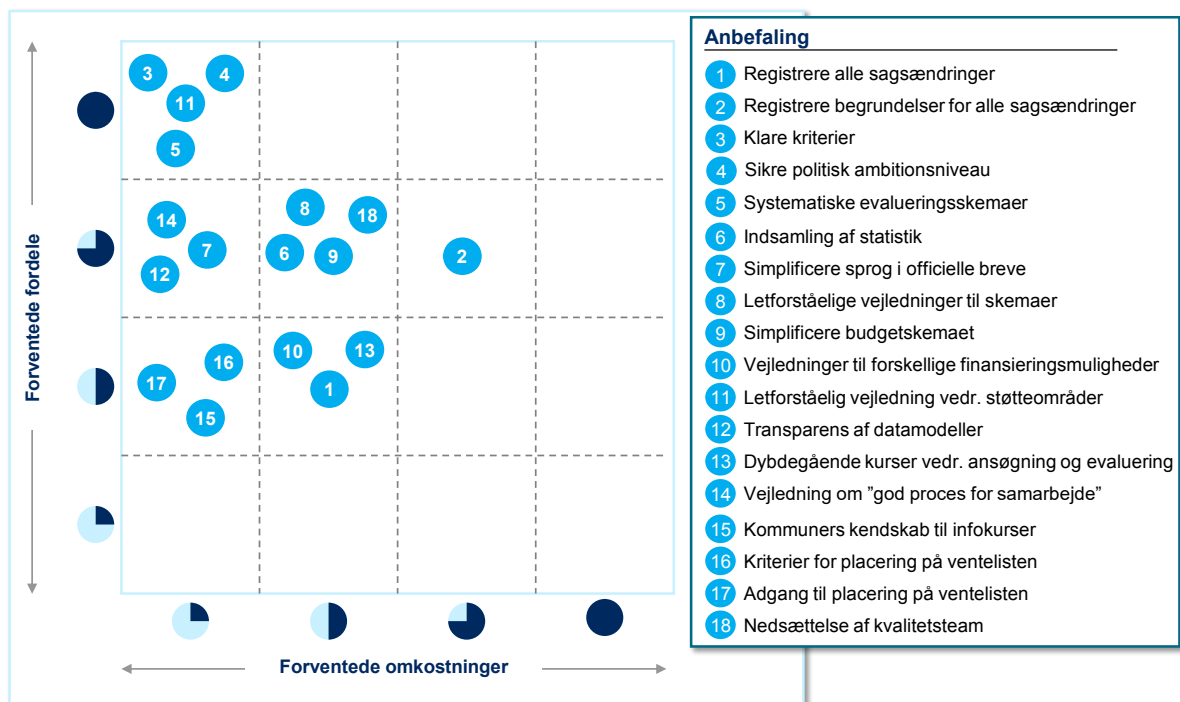 Forventede fordele
3
4
11
5
14
7
12
8
18
6
9
2
17
16
15
10
13
1
Forventede omkostninger
Anbefaling
1 Registrere alle sagsændringer
2 Registrere begrundelser for alle sagsændringer
3 Klare kriterier
4 Sikre politisk ambitionsniveau
5 Systematiske evalueringsskemaer
6 Indsamling af statistik
7 Simplificere sprog i officielle breve
8 Letforståelige vejledninger til skemaer
9 Simplificere budgetskemaet
10 Vejledninger til forskellige finansieringsmuligheder
11 Letforståelig vejledning vedr. støtteområder
12 Transparens af datamodeller
13 Dybdegående kurser vedr. ansøgning og evaluering
14 Vejledning om ”god proces for samarbejde”
15 Kommuners kendskab til infokurser
16 Kriterier for placering på ventelisten
17 Adgang til placering på ventelisten
18 Nedsættelse af kvalitetsteam